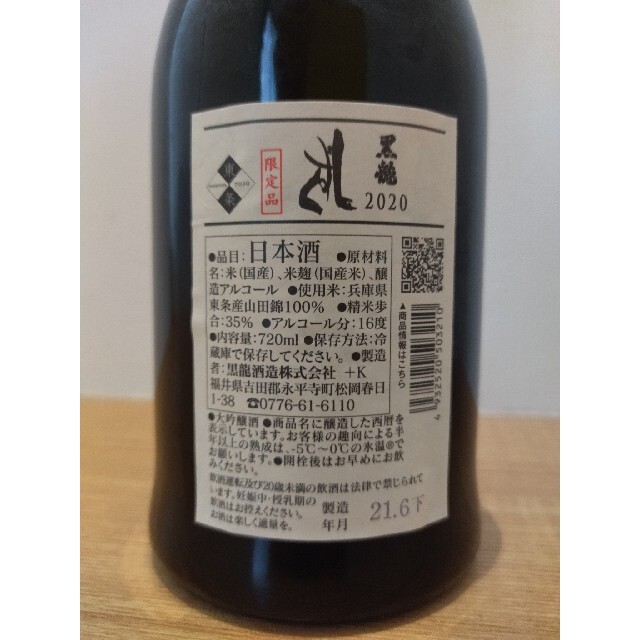 黒龍
2020
限定品
東条
●品目:日本酒 ●原材料
名:米(国産)、米麹(国産米)、醸
造アルコール ●使用米:兵庫県
東条産山田錦100% ●精米歩
合:35% ●アルコール分:16度
●内容量:720ml ●保存方法:冷
蔵庫で保存してください。●製造
者:黒龍酒造株式会社 +K
福井県吉田郡永平寺町松岡春日
1-38 ☎0776-61-6110
▲商品情報はこちら
4 932520 503210
●大吟醸酒 ●商品名に醸造した西暦を
表示しています。お客様の趣向による半
年以上の熟成は、-5℃~0℃の氷温®で
お願いします。●開栓後はお早めにお飲
みください。
飲酒運転及び20歳未満の飲酒は法律で禁じられて
います。妊娠中・授乳期の
飲酒はお控えください。
お酒は楽しく適量を。
製造
年月
21.6下